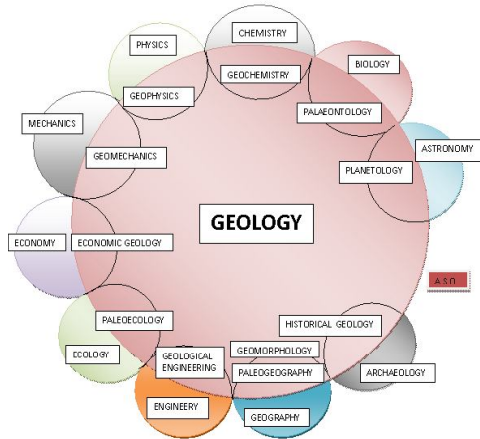 CHEMISTRY
PHYSICS
BIOLOGY
GEOCHEMISTRY
GEOPHYSICS
PALAEONTOLOGY
MECHANICS
ASTRONOMY
GEOMECHANICS
PLANETOLOGY
GEOLOGY
ECONOMY
ECONOMIC GEOLOGY
PALEOECOLOGY
HISTORICAL GEOLOGY
ECOLOGY
GEOLOGICAL
ENGINEERING
GEOMORPHOLOGY
PALEOGEOGRAPHY
ARCHAEOLOGY
ENGINEERY
GEOGRAPHY